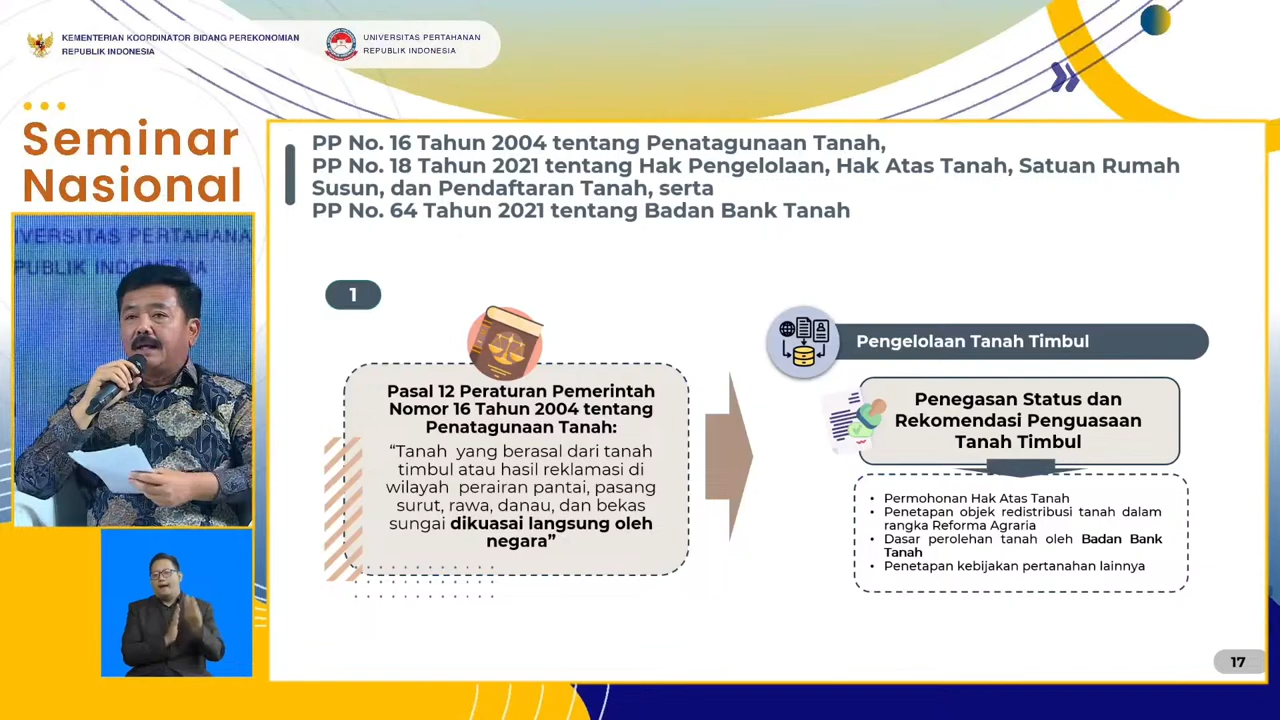 KEMENTERIAN KOORDINATOR BIDANG PEREKONOMIAN
REPUBLIK INDONESIA
UNIVERSITAS PERTAHANAN
REPUBLIK INDONESIA
Seminar
Nasional
IVERSITAS PERTAHANA
PUBLIK INDONESIA
PP No. 16 Tahun 2004 tentang Penatagunaan Tanah,
PP No. 18 Tahun 2021 tentang Hak Pengelolaan, Hak Atas Tanah, Satuan Rumah
Susun, dan Pendaftaran Tanah, serta
PP No. 64 Tahun 2021 tentang Badan Bank Tanah
1
Pasal 12 Peraturan Pemerintah
Nomor 16 Tahun 2004 tentang
Penatagunaan Tanah:
“Tanah yang berasal dari tanah
timbul atau hasil reklamasi di
wilayah perairan pantai, pasang
surut, rawa, danau, dan bekas
sungai dikuasai langsung oleh
negara”
Pengelolaan Tanah Timbul
Penegasan Status dan
Rekomendasi Penguasaan
Tanah Timbul
• Permohonan Hak Atas Tanah
• Penetapan objek redistribusi tanah dalam
rangka Reforma Agraria
• Dasar perolehan tanah oleh Badan Bank
Tanah
• Penetapan kebijakan pertanahan lainnya
17